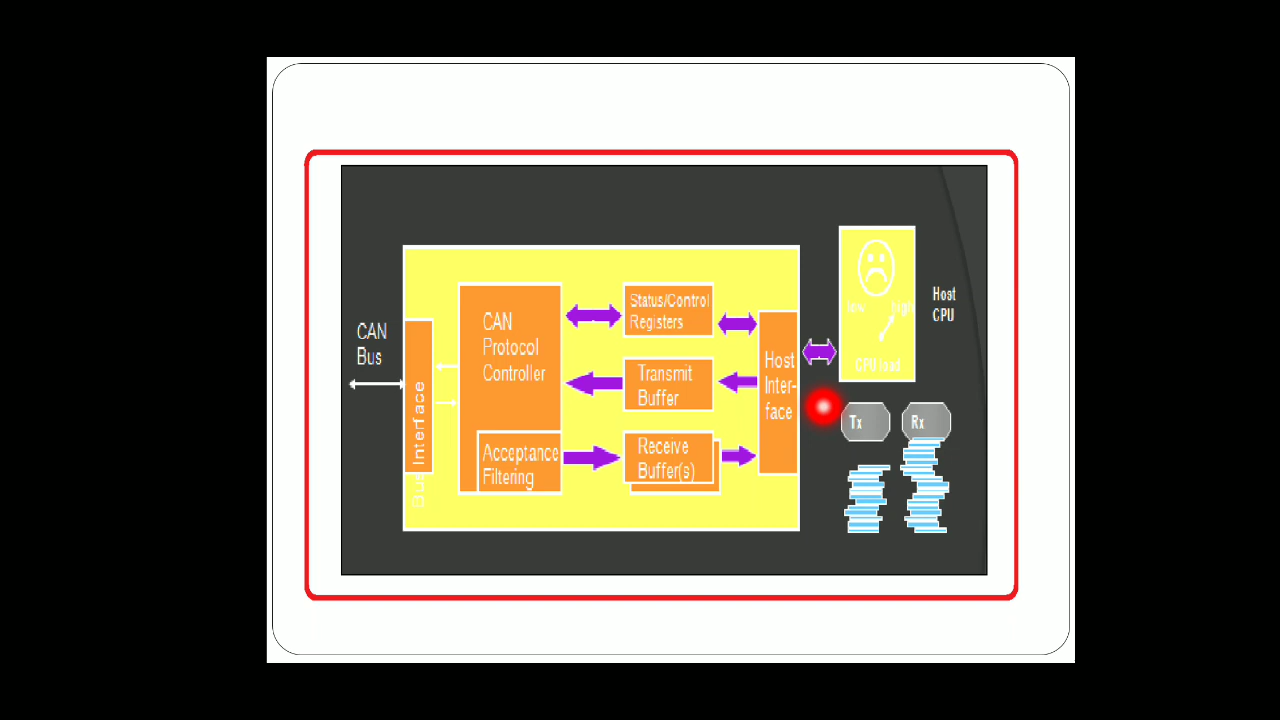 CAN
Bus
Bus Interface
CAN
Protocol
Controller
Acceptance
Filtering
Status/Control
Registers
Transmit
Buffer
Receive
Buffer(s)
Host
Inter-
face
low high
CPU load
Host
CPU
Tx
Rx